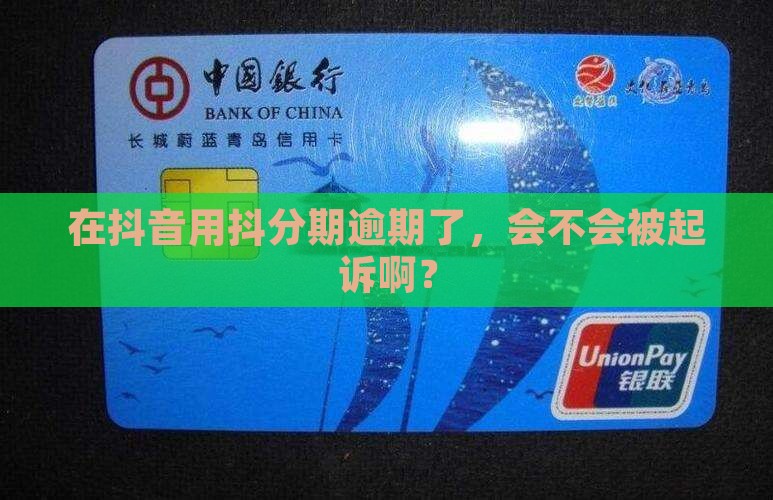 中国银行
BANK OF CHINA
长城蔚蓝青岛信用卡
在抖音用抖分期逾期了，会不会被起
诉啊？
UnionPay
银联